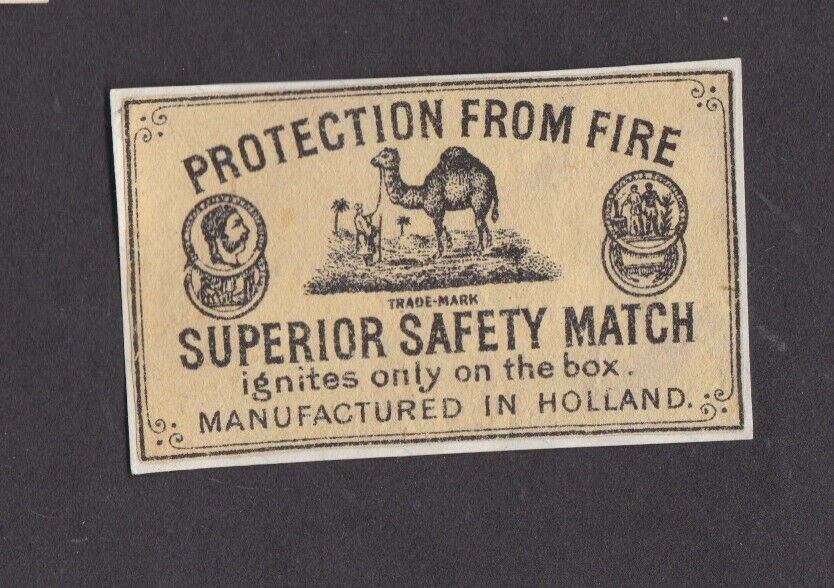 PROTECTION FROM FIRE
TRADE-MARK
SUPERIOR SAFETY MATCH
ignites only on the box.
MANUFACTURED IN HOLLAND.